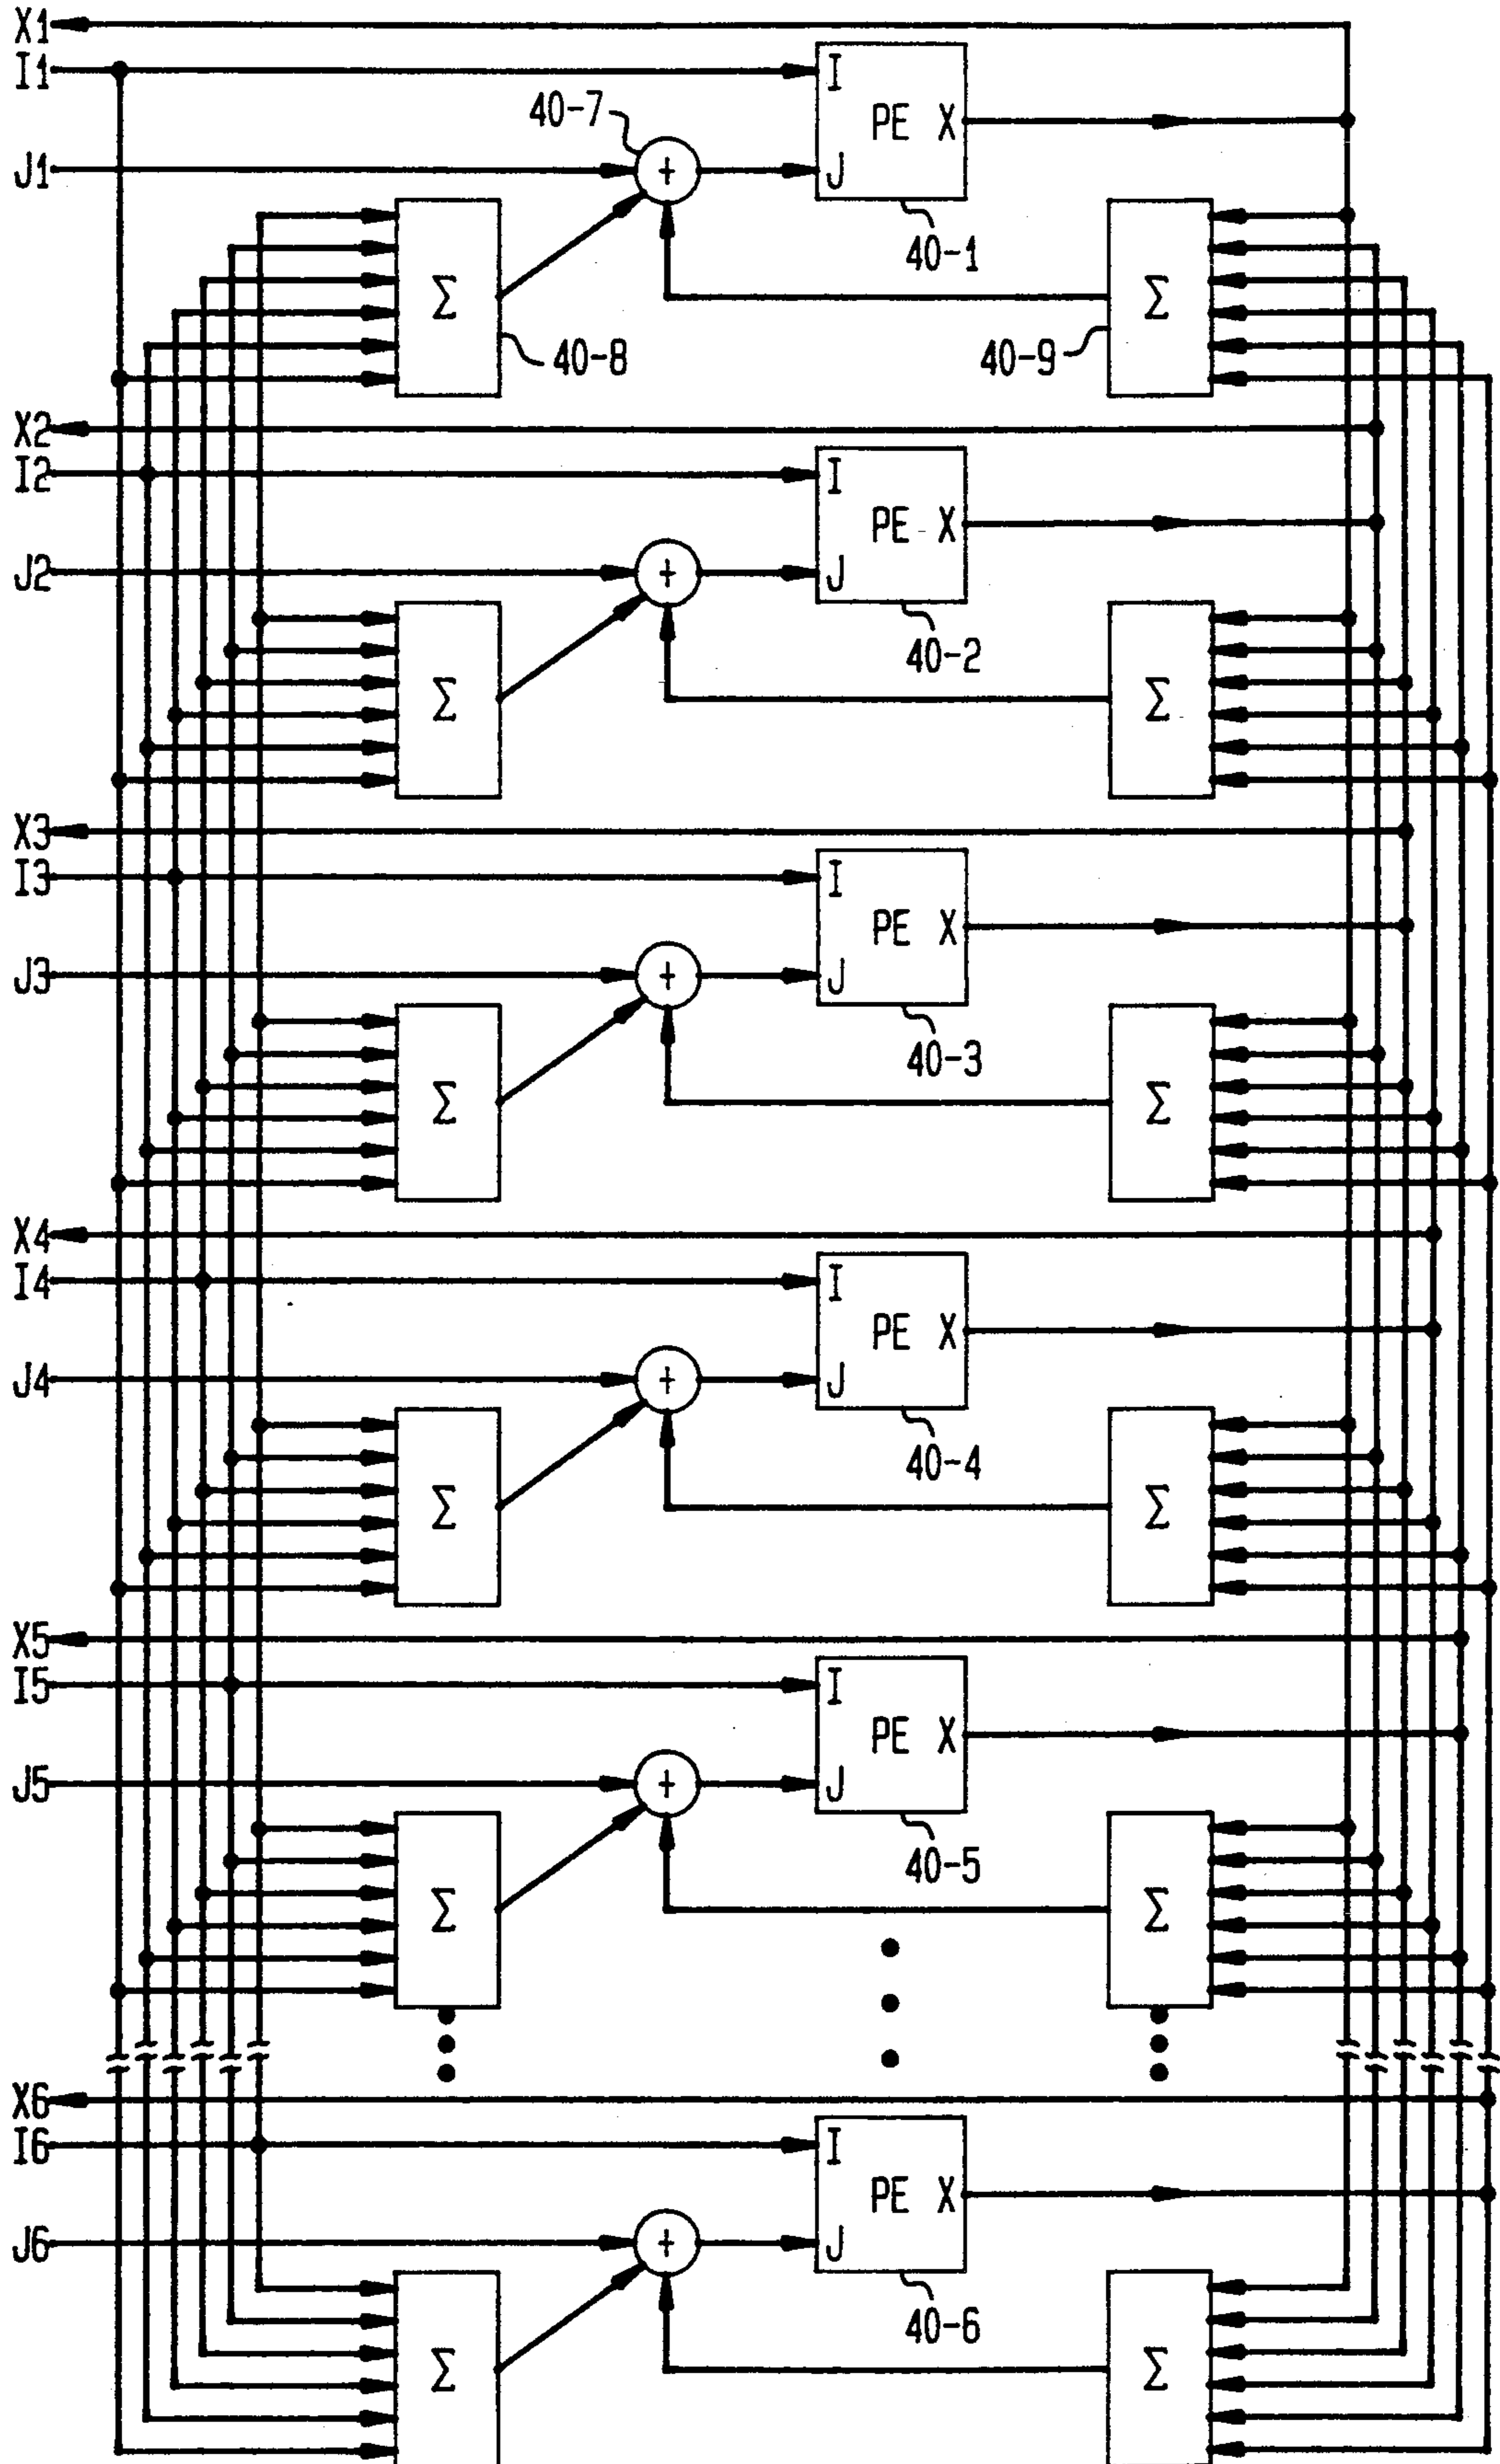 X1
I1
I
PE X
40-7
J1
+
J
40-1
Σ
Σ
40-8
40-9
X2
I2
I
PE X
J2
+
J
40-2
Σ
Σ
X3
I3
I
PE X
J3
+
J
40-3
Σ
Σ
X4
I4
I
PE X
J4
+
J
40-4
Σ
Σ
X5
I5
I
PE X
J5
+
J
40-5
Σ
Σ
X6
I6
I
PE X
J6
+
J
40-6
Σ
Σ